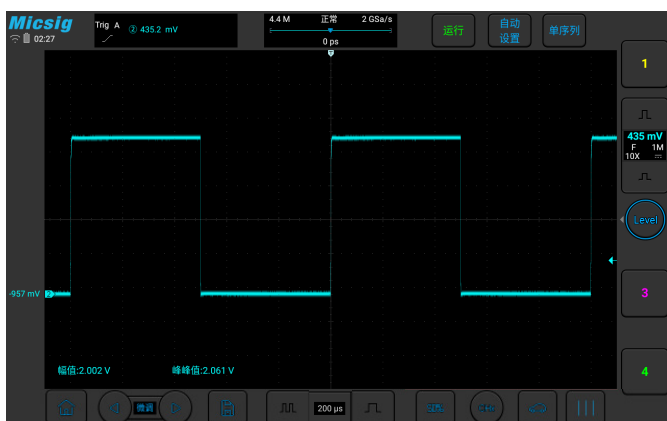 Micsig
02:27
Trig A
② 435.2 mV
4.4 M 正常 2 GSa/s
0 ps
运行
自动
设置
单序列
T
1
435 mV
F 1M
10X
Level
-957 mV 2
3
幅值:2.002 V 峰峰值:2.061 V
4
微调
200 μs